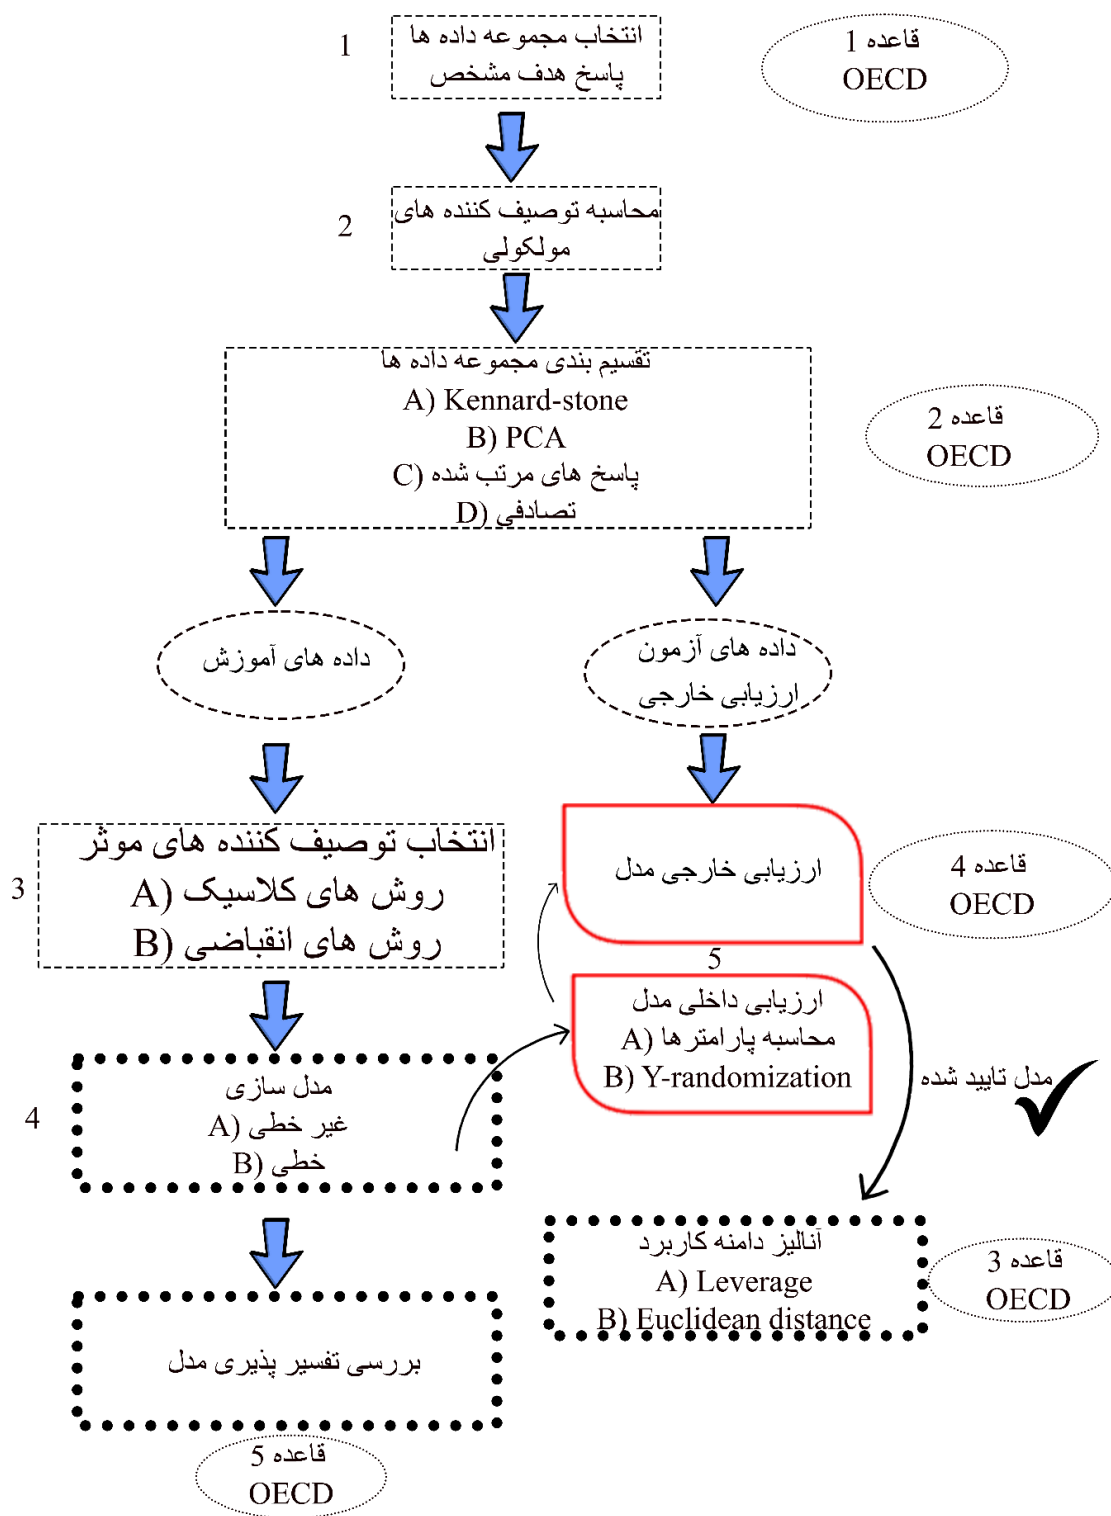 1
انتخاب مجموعه داده ها
پاسخ هدف مشخص
قاعده 1
OECD
2
محاسبه توصیف کننده های
مولکولی
تقسیم بندی مجموعه داده ها
A) Kennard-stone
B) PCA
C) پاسخ های مرتب شده
D) تصادفی
قاعده 2
OECD
داده های آموزش
داده های آزمون
ارزیابی خارجی
3
انتخاب توصیف کننده های موثر
A) روش های کلاسیک
B) روش های انقباضی
ارزیابی خارجی مدل
قاعده 4
OECD
5
ارزیابی داخلی مدل
A) محاسبه پارامترها
B) Y-randomization
مدل تایید شده
4
مدل سازی
A) غیر خطی
B) خطی
آنالیز دامنه کاربرد
A) Leverage
B) Euclidean distance
قاعده 3
OECD
بررسی تفسیر پذیری مدل
قاعده 5
OECD